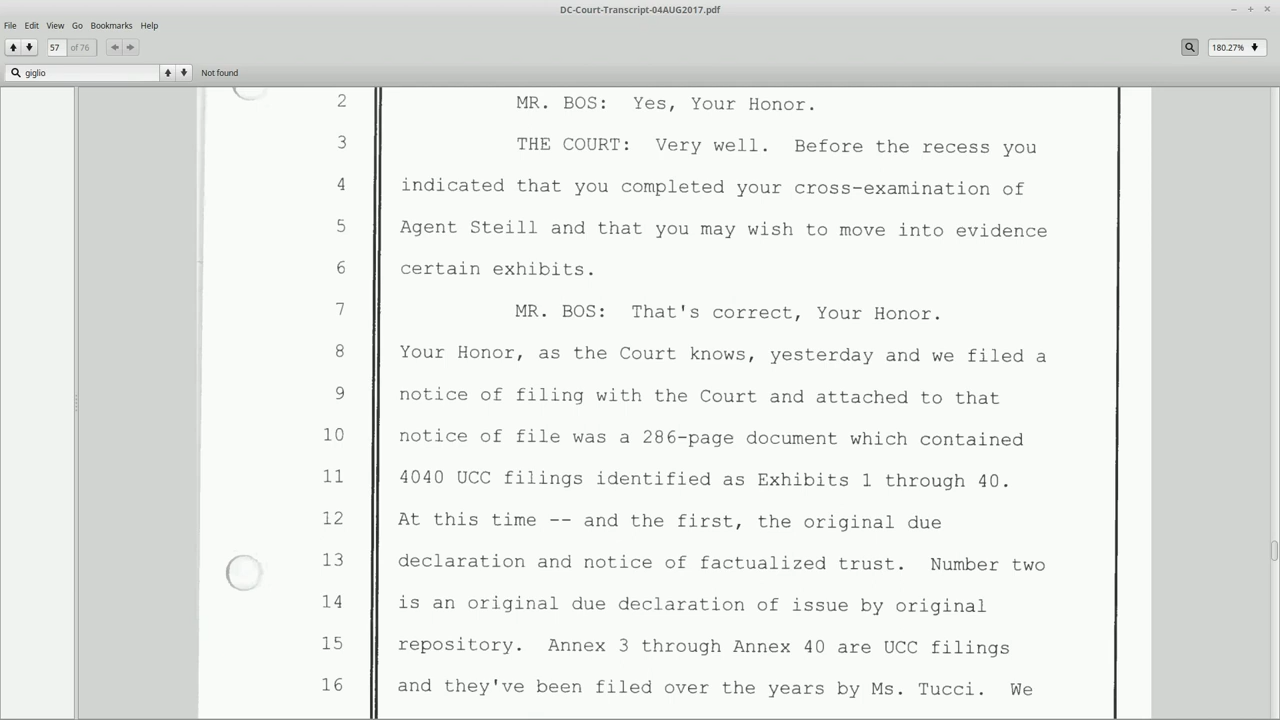 DC-Court-Transcript-04AUG2017.pdf
File Edit View Go Bookmarks Help
57 of 76 180.27%
giglio Not found
2 MR. BOS: Yes, Your Honor.
3 THE COURT: Very well. Before the recess you
4 indicated that you completed your cross-examination of
5 Agent Steill and that you may wish to move into evidence
6 certain exhibits.
7 MR. BOS: That's correct, Your Honor.
8 Your Honor, as the Court knows, yesterday and we filed a
9 notice of filing with the Court and attached to that
10 notice of file was a 286-page document which contained
11 4040 UCC filings identified as Exhibits 1 through 40.
12 At this time -- and the first, the original due
13 declaration and notice of factualized trust. Number two
14 is an original due declaration of issue by original
15 repository. Annex 3 through Annex 40 are UCC filings
16 and they've been filed over the years by Ms. Tucci. We